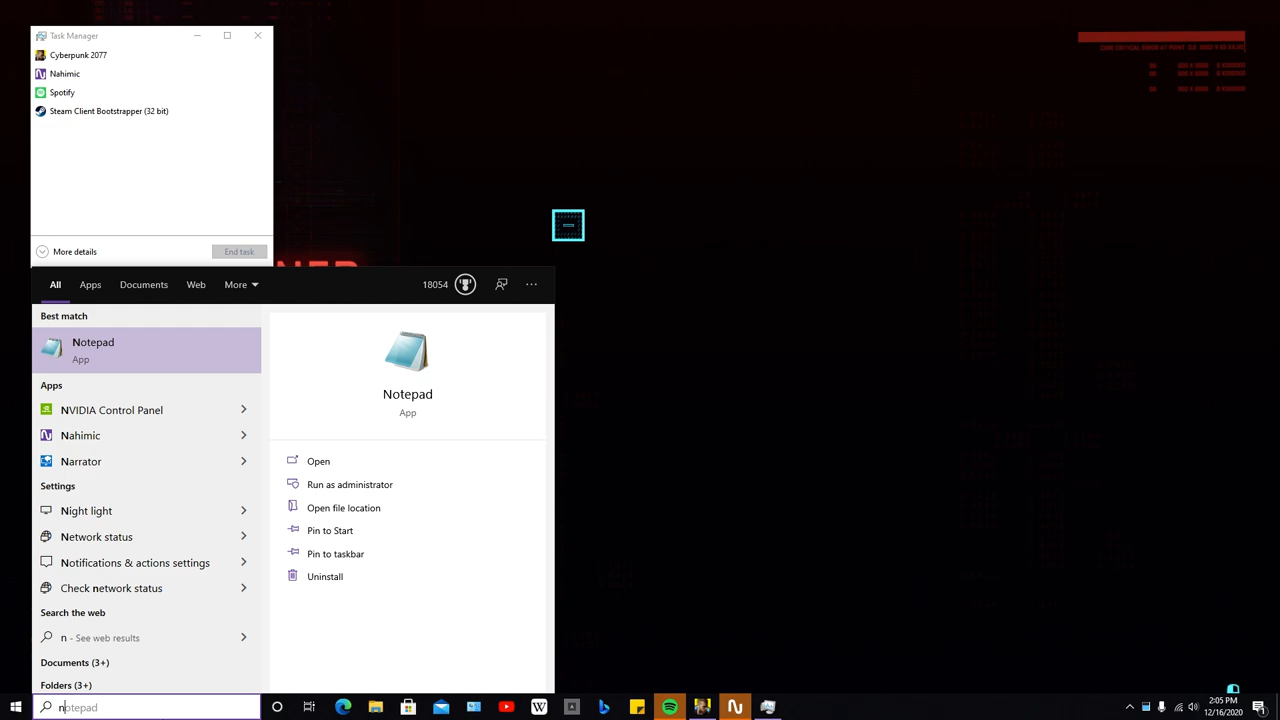 Task Manager
Cyberpunk 2077
Nahimic
Spotify
Steam Client Bootstrapper (32 bit)
More details
End task
All
Apps
Documents
Web
More
18054
Best match
Notepad
App
Apps
NVIDIA Control Panel
Nahimic
Narrator
Settings
Night light
Network status
Notifications & actions settings
Check network status
Search the web
n - See web results
Documents (3+)
Folders (3+)
Notepad
App
Open
Run as administrator
Open file location
Pin to Start
Pin to taskbar
Uninstall
notepad
2:05 PM
12/16/2020